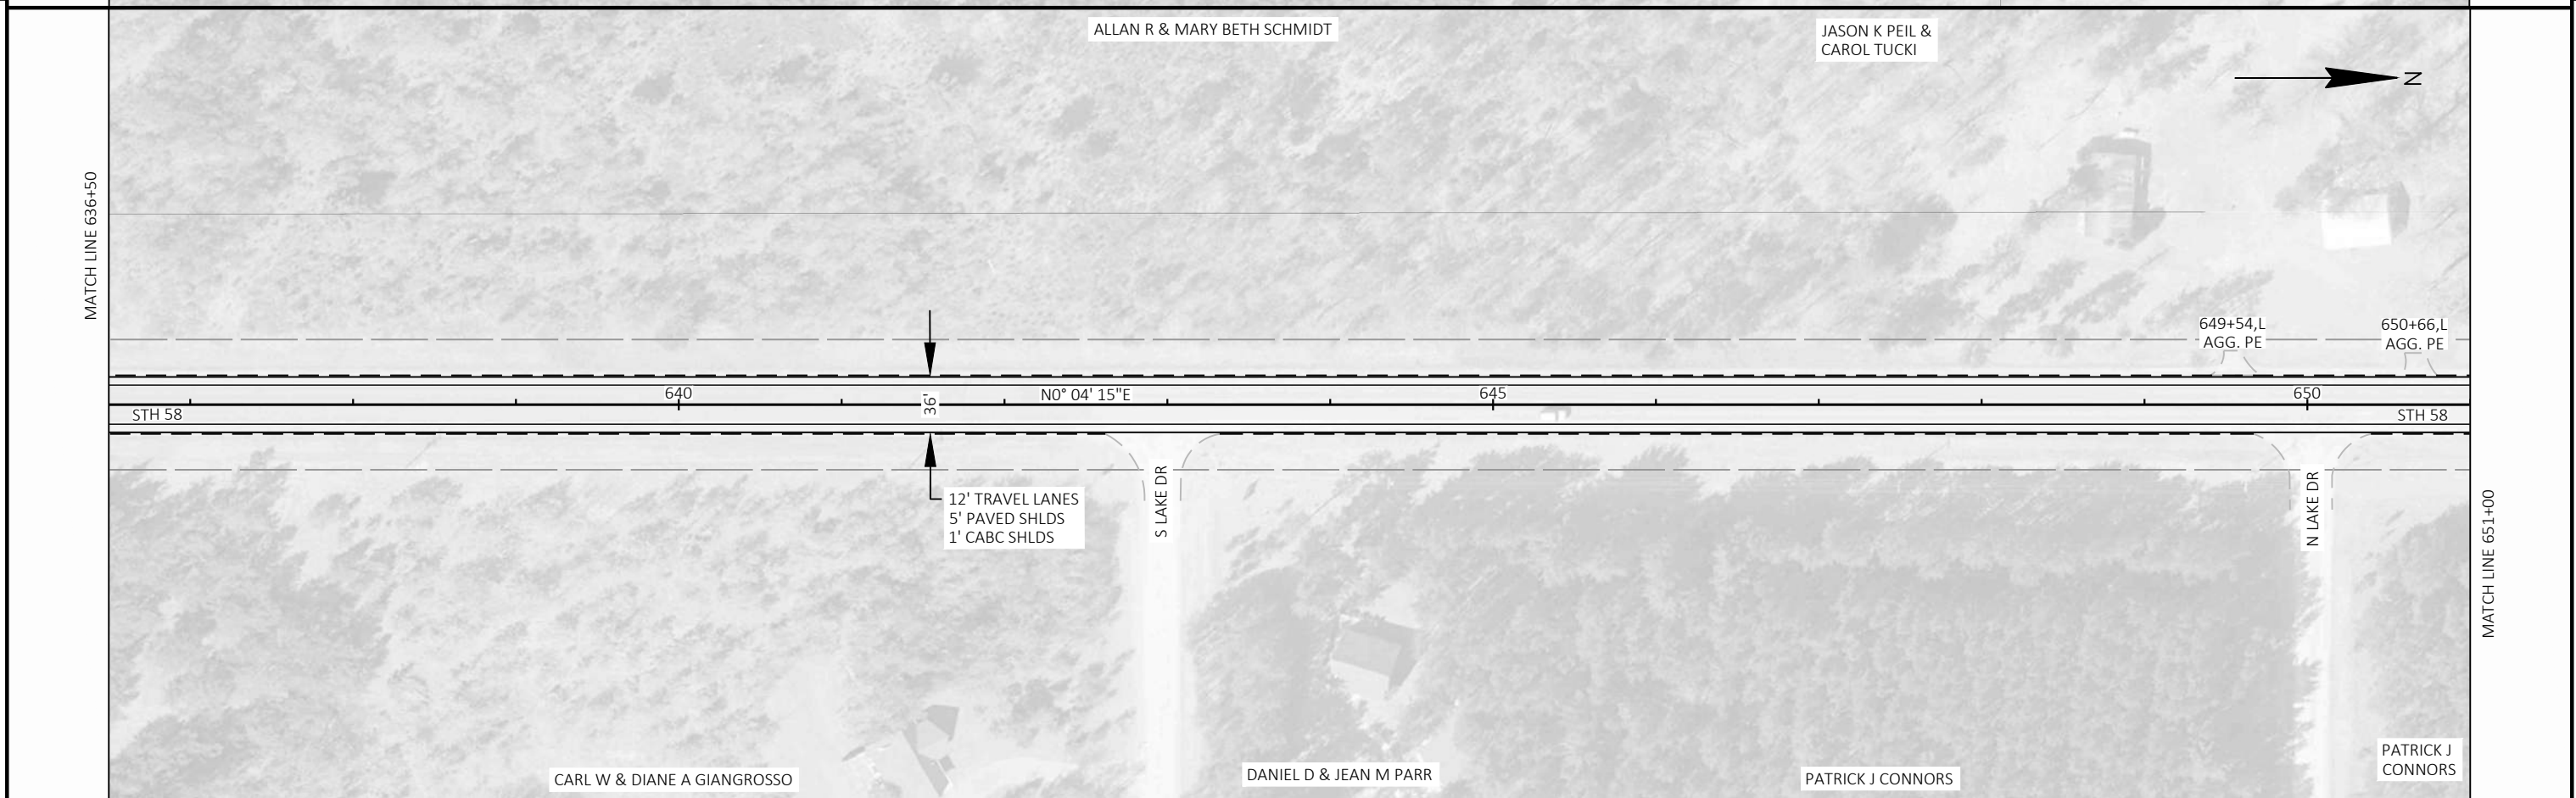 ALLAN R & MARY BETH SCHMIDT
JASON K PEIL &
CAROL TUCKI
N
MATCH LINE 636+50
649+54,L
AGG. PE
650+66,L
AGG. PE
640
N0° 04' 15"E
645
650
STH 58
36'
STH 58
12' TRAVEL LANES
5' PAVED SHLDS
1' CABC SHLDS
S LAKE DR
N LAKE DR
MATCH LINE 651+00
CARL W & DIANE A GIANGROSSO
DANIEL D & JEAN M PARR
PATRICK J CONNORS
PATRICK J
CONNORS